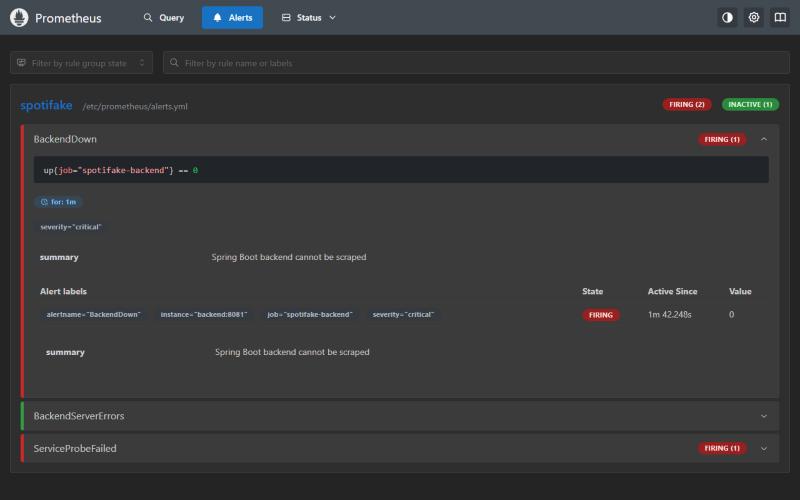 Prometheus
Query
Alerts
Status
Filter by rule group state
Filter by rule name or labels
spotifake /etc/prometheus/alerts.yml
FIRING (2)
INACTIVE (1)
BackendDown
FIRING (1)
up{job="spotifake-backend"} == 0
for: 1m
severity="critical"
summary Spring Boot backend cannot be scraped
Alert labels State Active Since Value
alertname="BackendDown" instance="backend:8081" job="spotifake-backend" severity="critical" FIRING 1m 42.248s 0
summary Spring Boot backend cannot be scraped
BackendServerErrors
ServiceProbeFailed FIRING (1)